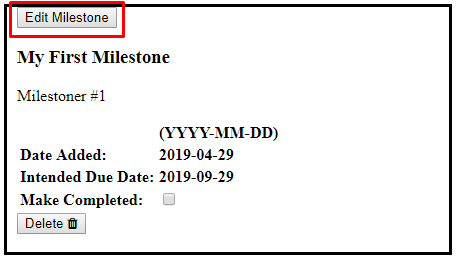 Edit Milestone
My First Milestone
Milestoner #1
(YYYY-MM-DD)
Date Added: 2019-04-29
Intended Due Date: 2019-09-29
Make Completed:
Delete